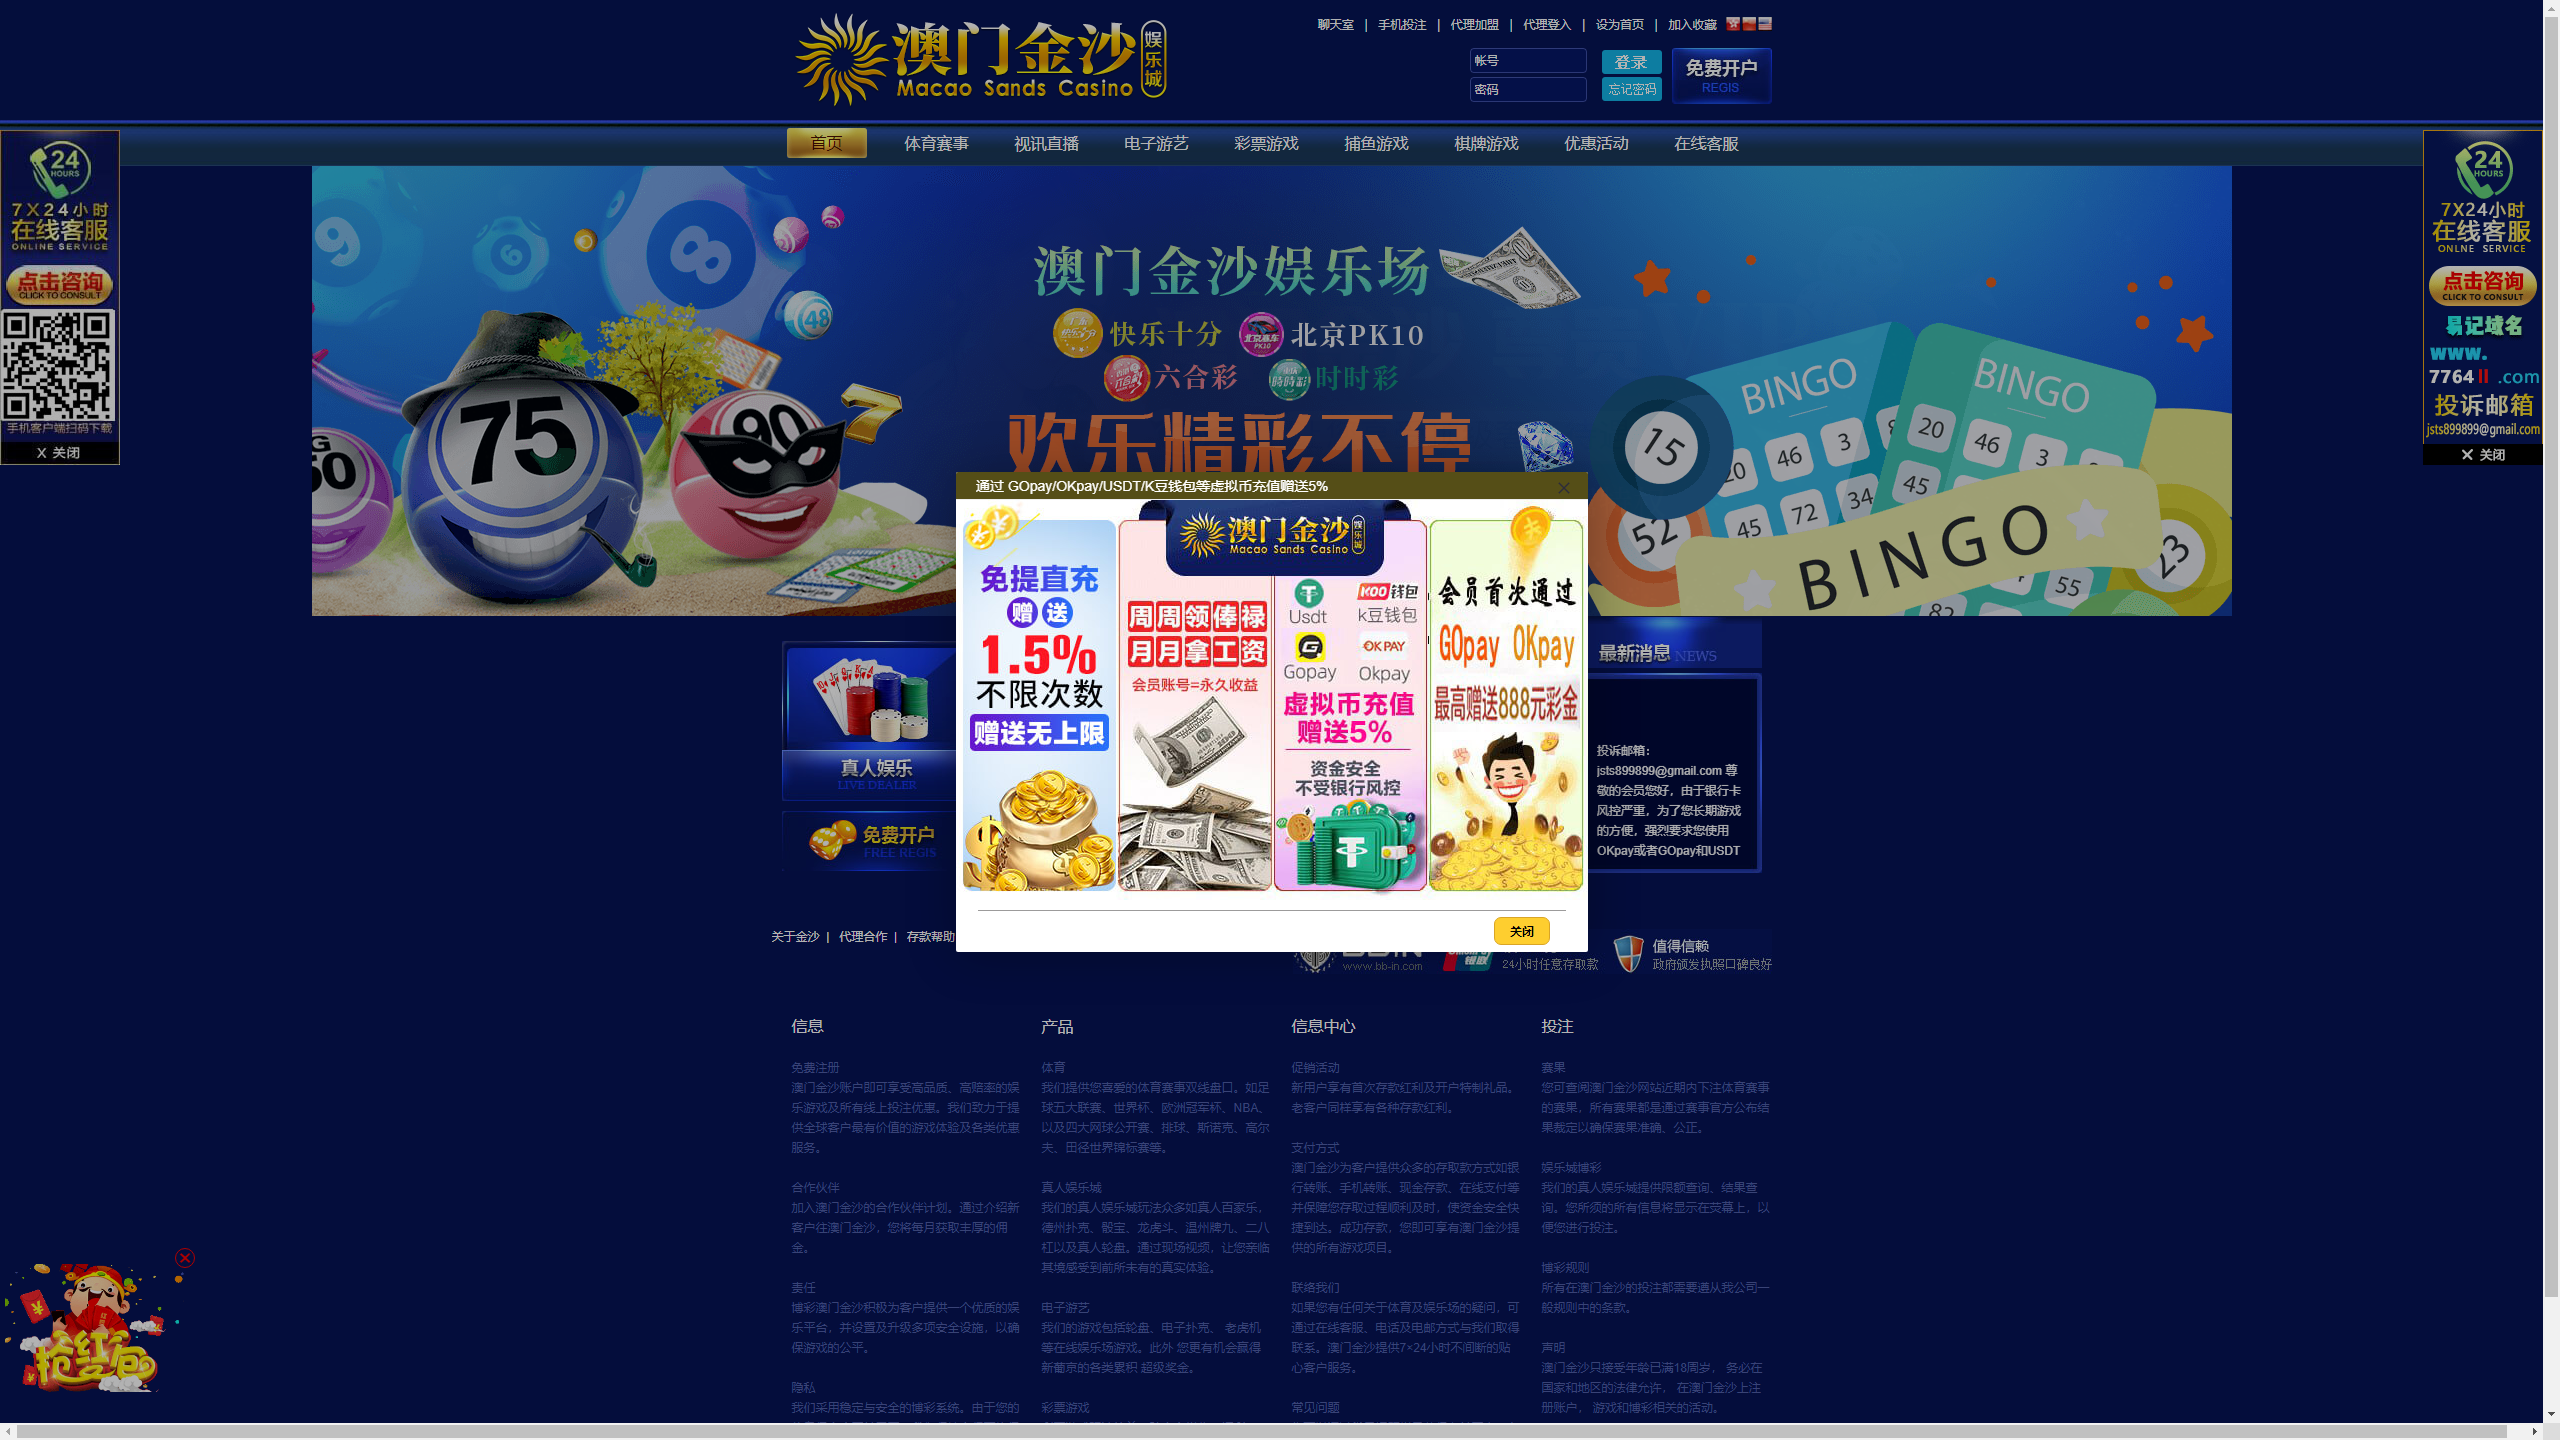 澳门金沙
娱乐城
Macao Sands Casino
聊天室 | 手机投注 | 代理加盟 | 代理登入 | 设为首页 | 加入收藏
帐号
登录
密码
忘记密码
免费开户
REGIS
首页
体育赛事
视讯直播
电子游艺
彩票游戏
捕鱼游戏
棋牌游戏
优惠活动
在线客服
24
HOURS
7X24小时
在线客服
ONLINE SERVICE
点击咨询
CLICK TO CONSULT
手机客户端扫码下载
X 关闭
24
HOURS
7X24小时
在线客服
ONLNE SERVICE
点击咨询
CLICK TO CONSULT
易记域名
www.
7764II.com
投诉邮箱
jsts899899@gmail.com
✕ 关闭
澳门金沙娱乐场
快乐十分
北京PK10
六合彩
时时彩
欢乐精彩不停
9
6
8
48
75
90
7
BINGO
BINGO
15
20
46
3
20
46
3
45
45
72
34
52
BINGO
23
55
82
通过 GOpay/OKpay/USDT/K豆钱包等虚拟币充值赠送5%
澳门金沙
娱乐城
Macao Sands Casino
免提直充
赠送
1.5%
不限次数
赠送无上限
周周领俸禄
月月拿工资
会员账号=永久收益
Usdt
KOO钱包
k豆钱包
Gopay
OKPAY
Okpay
虚拟币充值
赠送5%
资金安全
不受银行风控
会员首次通过
GOpay OKpay
最高赠送888元彩金
关闭
真人娱乐
LIVE DEALER
免费开户
FREE REGIS
最新消息 NEWS
投诉邮箱：
jsts899899@gmail.com 尊
敬的会员您好，由于银行卡
风控严重，为了您长期游戏
的方便，强烈要求您使用
OKpay或者GOpay和USDT
关于金沙 | 代理合作 | 存款帮助
www.bb-in.com
24小时任意存取款
值得信赖
政府颁发执照口碑良好
信息
免费注册
澳门金沙账户即可享受高品质、高赔率的娱
乐游戏及所有线上投注优惠。我们致力于提
供全球客户最有价值的游戏体验及各类优惠
服务。
合作伙伴
加入澳门金沙的合作伙伴计划。通过介绍新
客户往澳门金沙，您将每月获取丰厚的佣
金。
责任
博彩澳门金沙积极为客户提供一个优质的娱
乐平台，并设置及升级多项安全设施，以确
保游戏的公平。
隐私
我们采用稳定与安全的博彩系统。由于您的
产品
体育
我们提供您喜爱的体育赛事双线盘口。如足
球五大联赛、世界杯、欧洲冠军杯、NBA、
以及四大网球公开赛、排球、斯诺克、高尔
夫、田径世界锦标赛等。
真人娱乐城
我们的真人娱乐城玩法众多如真人百家乐，
德州扑克、骰宝、龙虎斗、温州牌九、二八
杠以及真人轮盘。通过现场视频，让您亲临
其境感受到前所未有的真实体验。
电子游艺
我们的游戏包括轮盘、电子扑克、 老虎机
等在线娱乐场游戏。此外 您更有机会赢得
新葡京的各类累积 超级奖金。
彩票游戏
信息中心
促销活动
新用户享有首次存款红利及开户特制礼品。
老客户同样享有各种存款红利。
支付方式
澳门金沙为客户提供众多的存取款方式如银
行转账、手机转账、现金存款、在线支付等
并保障您存取过程顺利及时，使资金安全快
捷到达。成功存款，您即可享有澳门金沙提
供的所有游戏项目。
联络我们
如果您有任何关于体育及娱乐场的疑问，可
通过在线客服、电话及电邮方式与我们取得
联系。澳门金沙提供7×24小时不间断的贴
心客户服务。
常见问题
投注
赛果
您可查阅澳门金沙网站近期内下注体育赛事
的赛果，所有赛果都是通过赛事官方公布结
果裁定以确保赛果准确、公正。
娱乐城博彩
我们的真人娱乐城提供限额查询、结果查
询。您所须的所有信息将显示在荧幕上，以
便您进行投注。
博彩规则
所有在澳门金沙的投注都需要遵从我公司一
般规则中的条款。
声明
澳门金沙只接受年龄已满18周岁， 务必在
国家和地区的法律允许， 在澳门金沙上注
册账户， 游戏和博彩相关的活动。
抢红包